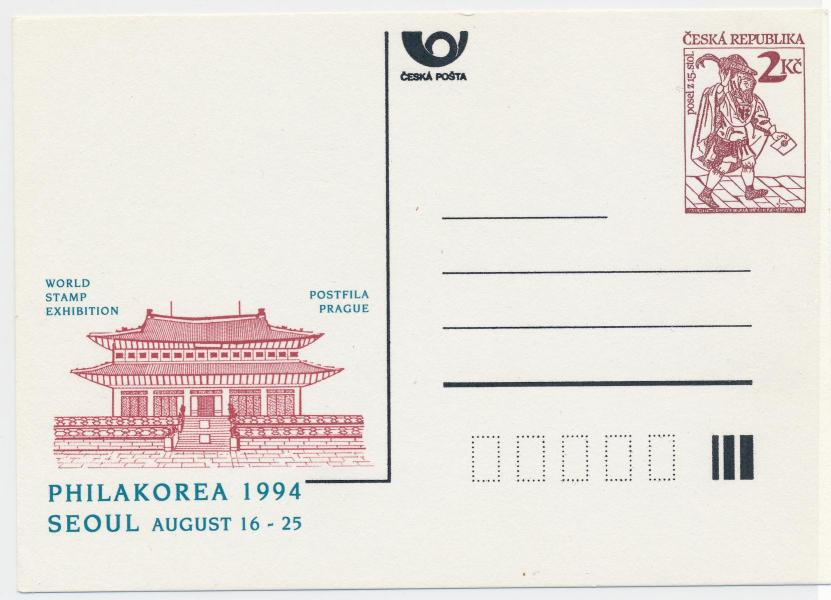 WORLD
STAMP
EXHIBITION
POSTFILA
PRAGUE
PHILAKOREA 1994
SEOUL AUGUST 16 - 25
ČESKÁ POŠTA
ČESKÁ REPUBLIKA
2 Kč
posel z 15. stol.